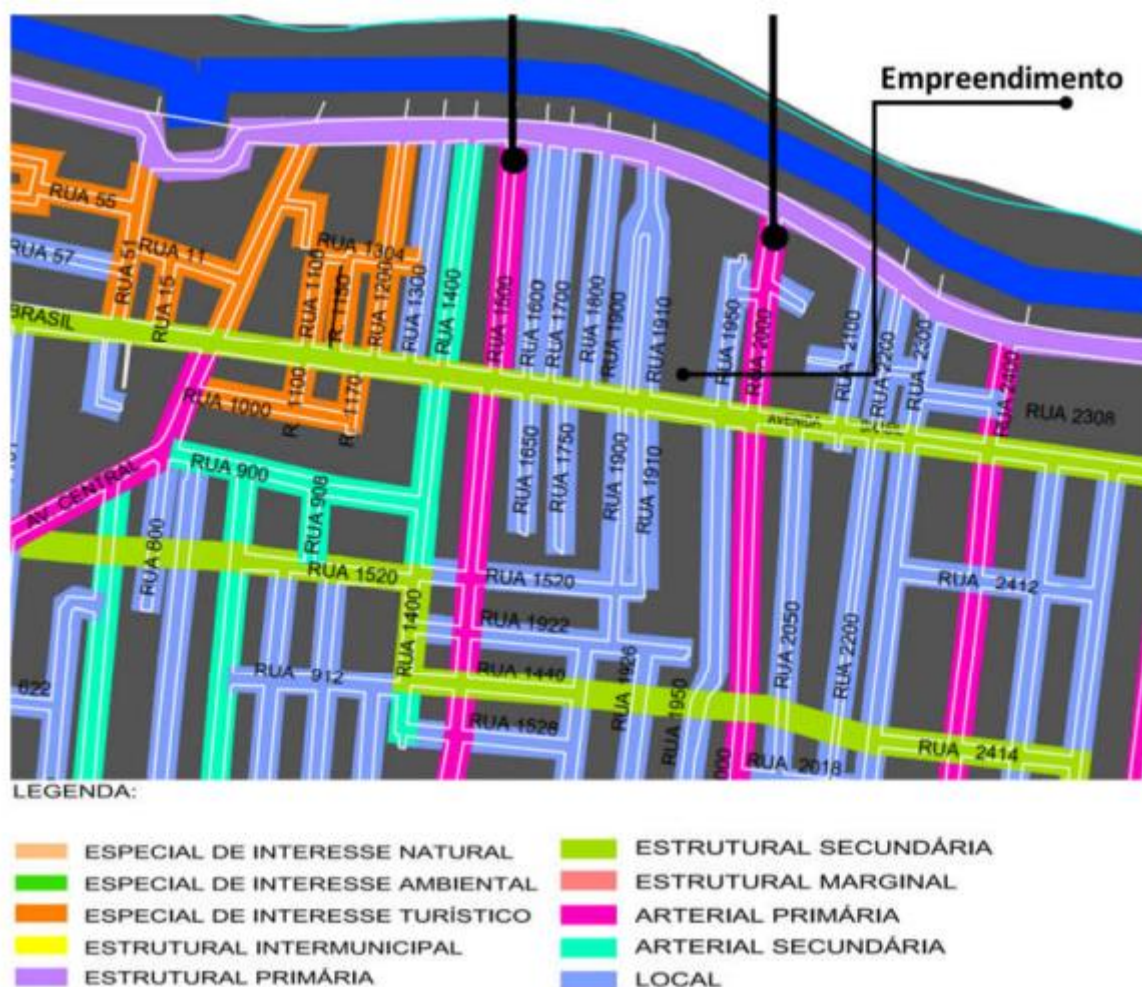 Empreendimento
RUA 55
RUA 57
RUA 51
RUA 11
RUA 15
RUA 1304
RUA 1100
RUA 1200
RUA 1300
RUA 1400
RUA 1500
RUA 1600
RUA 1700
RUA 1800
RUA 1900
RUA 1910
RUA 1950
RUA 2000
RUA 2100
RUA 2200
RUA 2300
RUA 2400
RUA 2308
BRASIL
AVENIDA
RUA 1000
1100
1170
RUA 1650
RUA 1750
RUA 1900
RUA 1910
AV. CENTRAL
RUA 900
RUA 908
RUA 800
RUA 1520
RUA 1520
RUA 2412
RUA 1400
RUA 1922
RUA 1926
RUA 1950
RUA 2050
RUA 2200
622
RUA 912
RUA 1440
RUA 1528
RUA 2414
RUA 2018
LEGENDA:
ESPECIAL DE INTERESSE NATURAL
ESPECIAL DE INTERESSE AMBIENTAL
ESPECIAL DE INTERESSE TURÍSTICO
ESTRUTURAL INTERMUNICIPAL
ESTRUTURAL PRIMÁRIA
ESTRUTURAL SECUNDÁRIA
ESTRUTURAL MARGINAL
ARTERIAL PRIMÁRIA
ARTERIAL SECUNDÁRIA
LOCAL